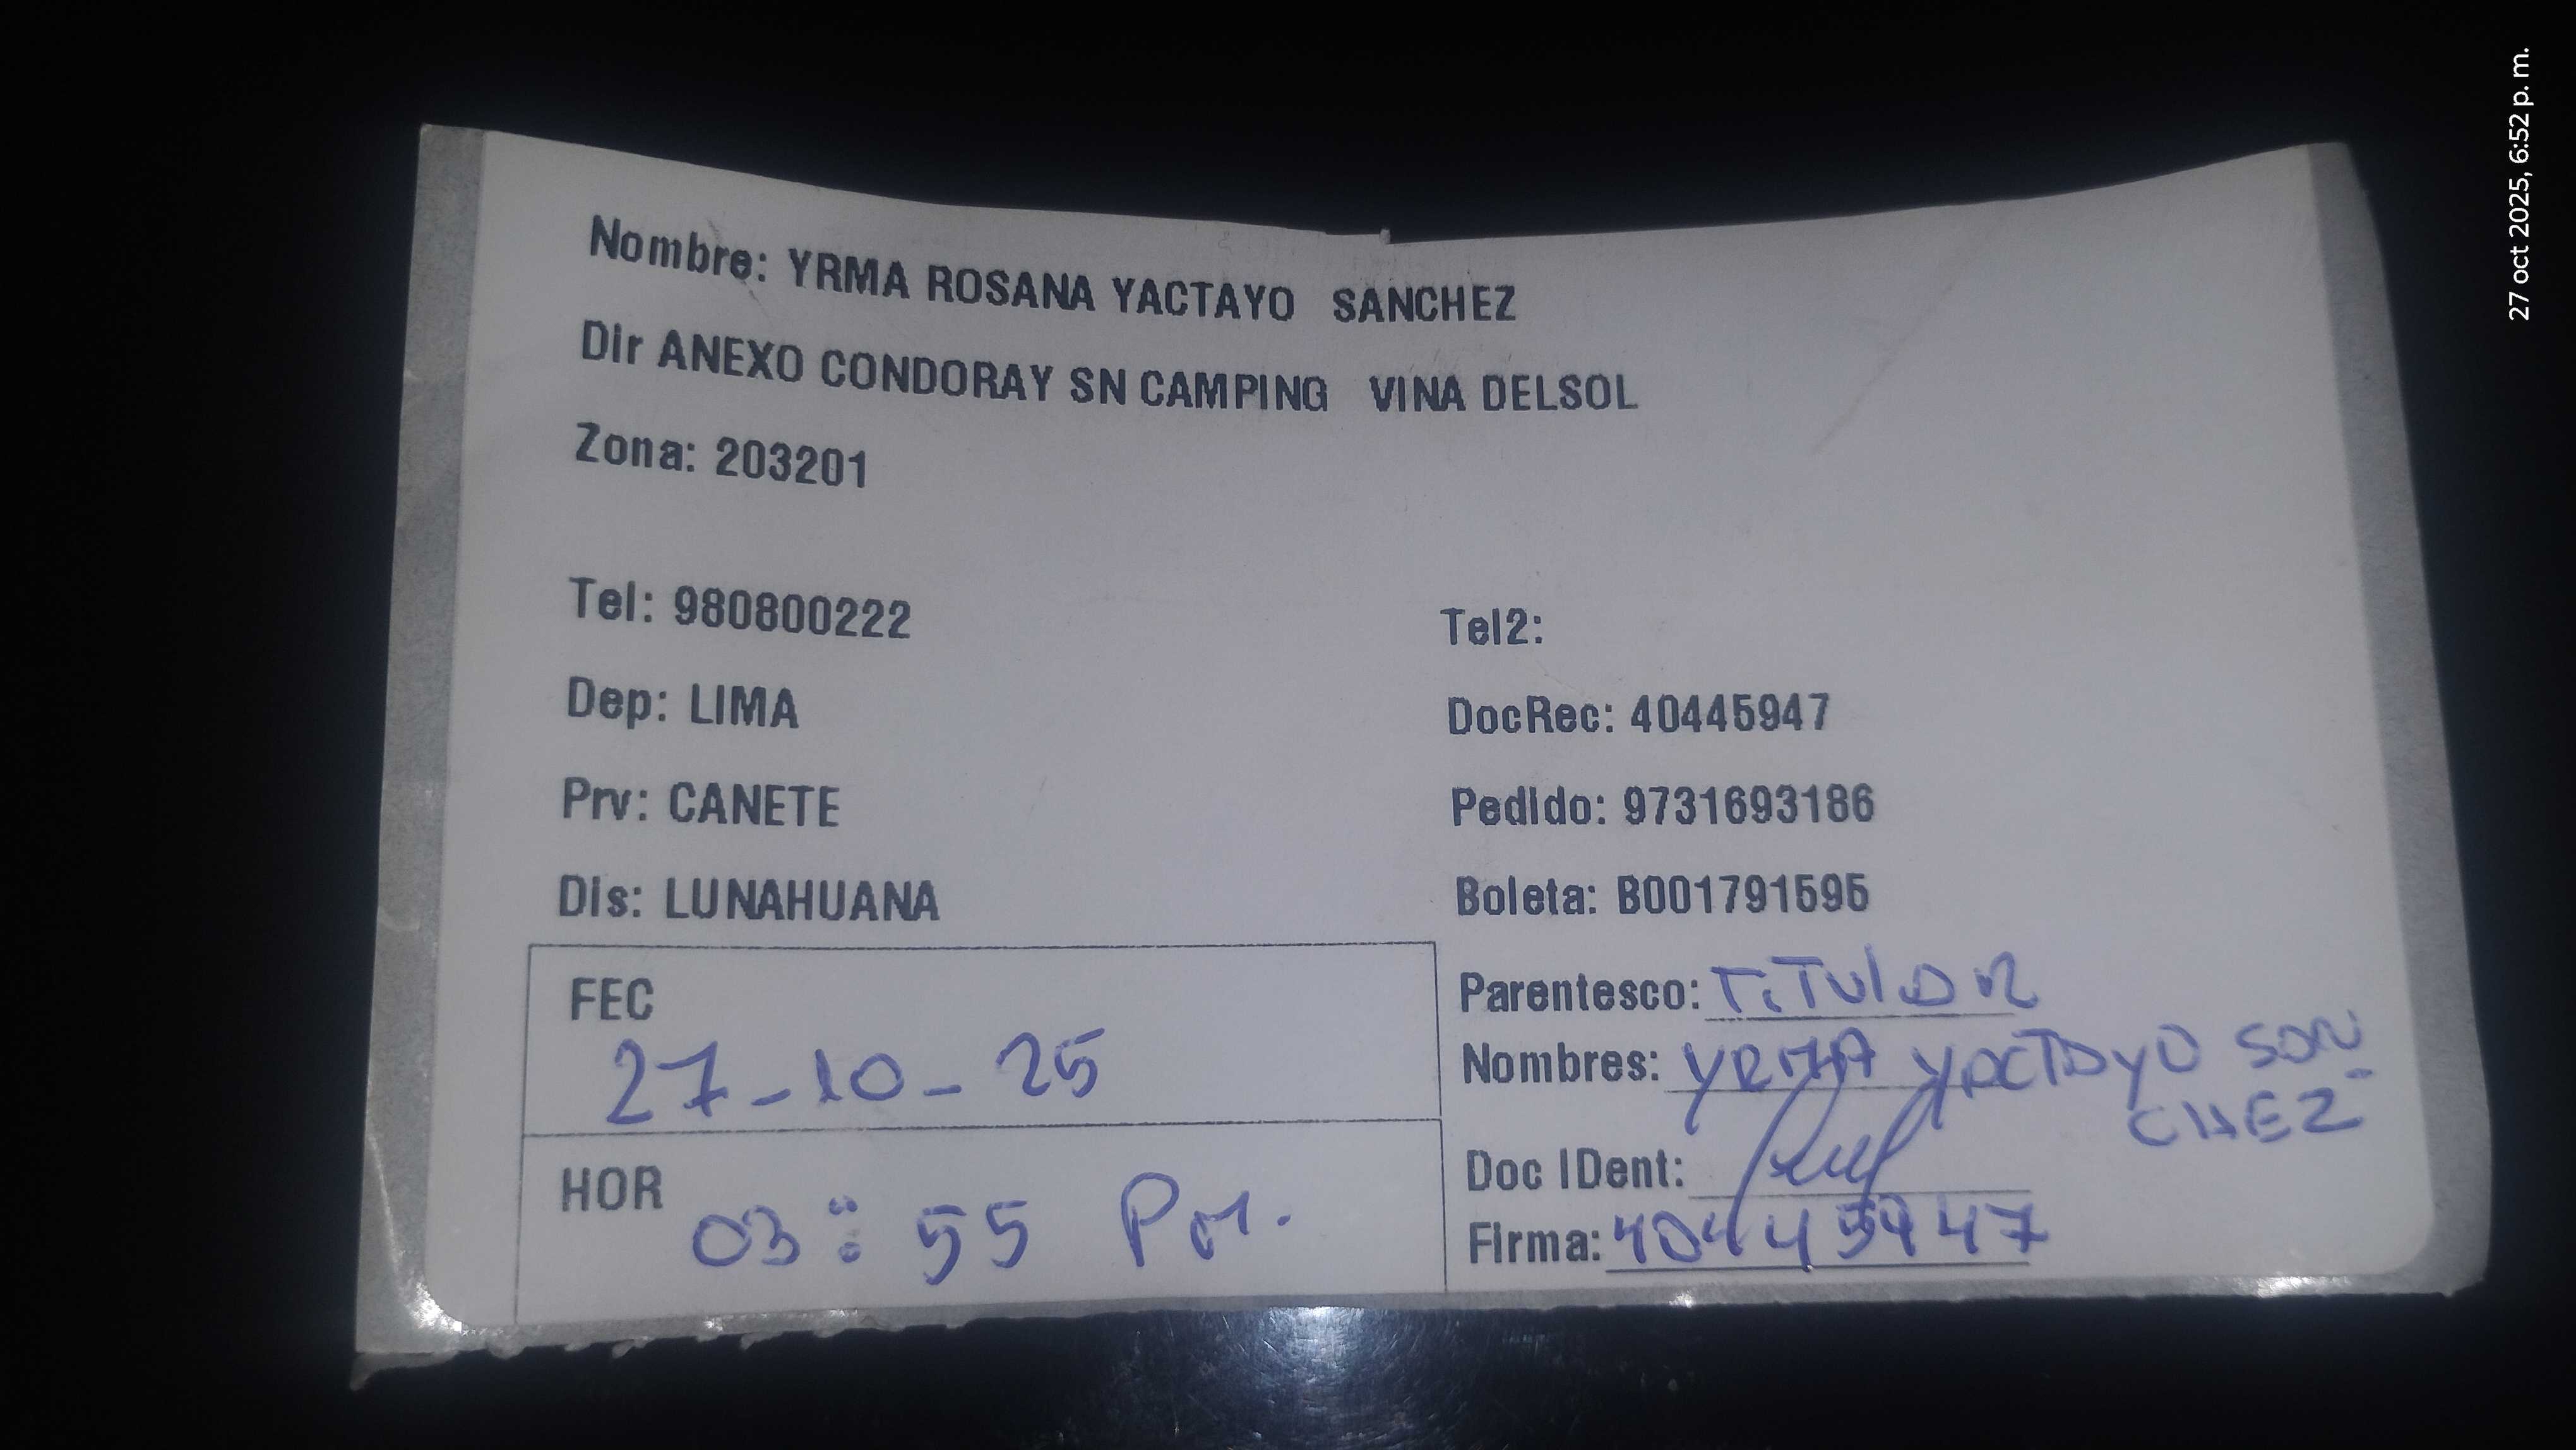 Nombre: YRMA ROSANA YACTAYO SANCHEZ
Dir ANEXO CONDORAY SN CAMPING VINA DELSOL
Zona: 203201
Tel: 980800222
Tel2:
Dep: LIMA
DocRec: 40445947
Prv: CANETE
Pedido: 9731693186
Dis: LUNAHUANA
Boleta: B001791595
FEC
27-10-25
HOR
03:55 Pm.
Parentesco: TiTulAR
Nombres: YRMA YACTAYO SAN
CHEZ
Doc IDent:
Firma: 40445947
27 oct 2025, 6:52 p. m.